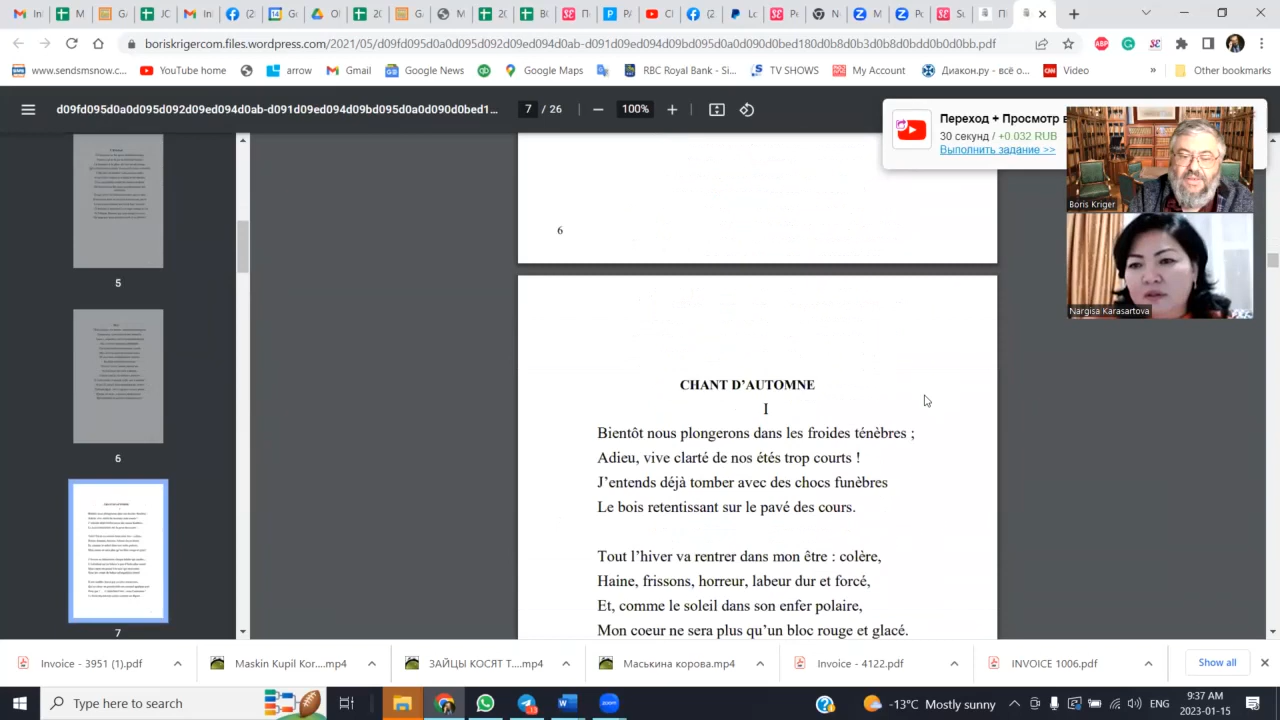 boriskrigercom.files.wordpress.com/2021/05/d09fd095d0a0d095d092d09ed094d0ab-d091d09ed094d09bd095d0a0d090d0bed180d0b8d0b3d0b8d0bdd0b0d0bb.pdf
www.sendsmsnow.c...
YouTube home
arrow
Gmail
Google News
Google Maps
RBC Royal Bank - Si...
TV SHOWS
My Account
Диакон.ру - всё о...
Video
»
Other bookmarks
d09fd095d0a0d095d092d09ed094d0ab-d091d09ed094d09bd095d0a0d090d0bed1...
7 / 26
100%
Переход + Просмотр в
30 секунд / +0.032 RUB
Выполнить задание >>
Boris Kriger
Nargisa Karasartova
5
6
7
6
CHANT D’AUTOMNE
I
Bientôt nous plongerons dans les froides ténèbres ;
Adieu, vive clarté de nos étés trop courts !
J’entends déjà tomber avec des chocs funèbres
Le bois retentissant sur le pavé des cours.
Tout l’hiver va rentrer dans mon être: colère,
Haine, frissons, horreur, labeur dur et forcé,
Et, comme le soleil dans son enfer polaire,
Mon coeur ne sera plus qu’un bloc rouge et glacé.
Invoice - 3951 (1).pdf
Maskin Kupil Kor....mp4
ЗАЙЦЫ КОСЯТ Т....mp4
Маськина корова.mp4
Invoice - 4122.pdf
INVOICE 1006.pdf
Show all
Type here to search
-13°C Mostly sunny
ENG
9:37 AM
2023-01-15